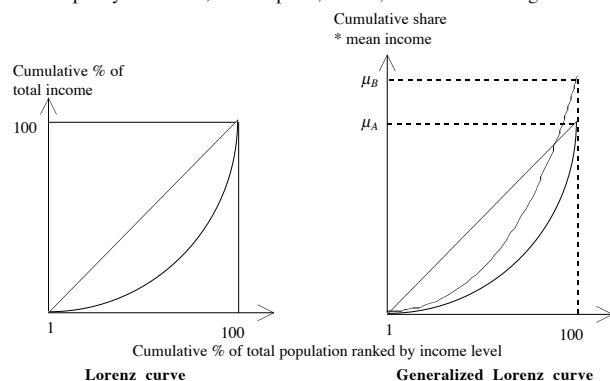 Cumulative share
* mean income
Cumulative % of
total income
100
μB
μA
1
100
1
100
Cumulative % of total population ranked by income level
Lorenz curve
Generalized Lorenz curve